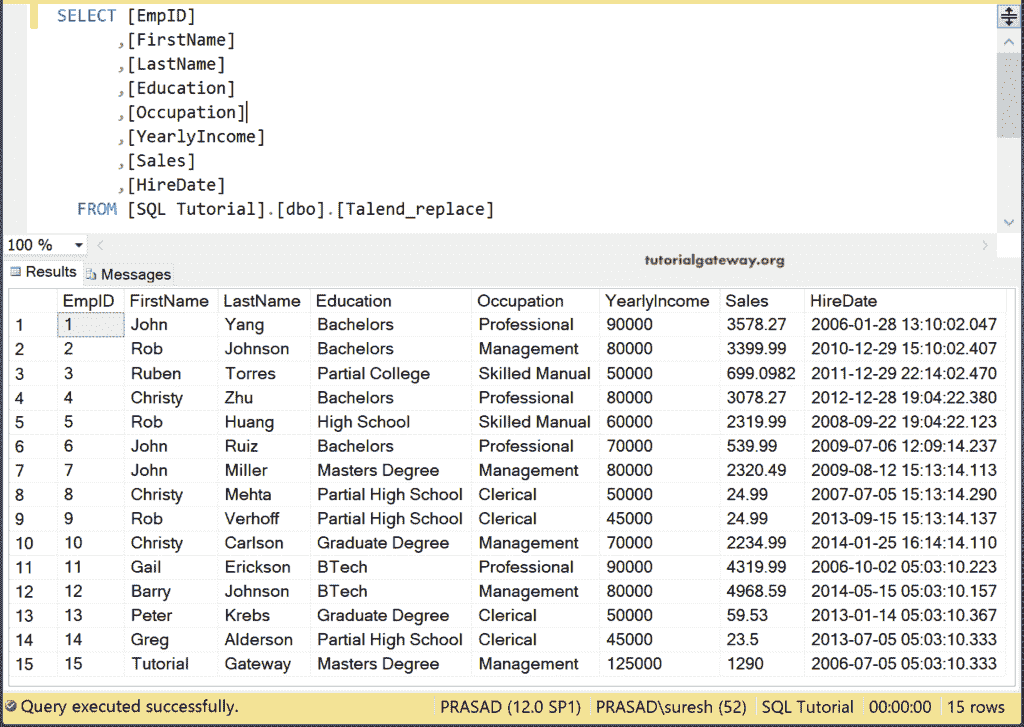 SELECT [EmpID]
,[FirstName]
,[LastName]
,[Education]
,[Occupation]
,[YearlyIncome]
,[Sales]
,[HireDate]
FROM [SQL Tutorial].[dbo].[Talend_replace]
100 %
tutorialgateway.org
Results Messages
EmpID FirstName LastName Education Occupation YearlyIncome Sales HireDate
1 1 John Yang Bachelors Professional 90000 3578.27 2006-01-28 13:10:02.047
2 2 Rob Johnson Bachelors Management 80000 3399.99 2010-12-29 15:10:02.407
3 3 Ruben Torres Partial College Skilled Manual 50000 699.0982 2011-12-29 22:14:02.470
4 4 Christy Zhu Bachelors Professional 80000 3078.27 2012-12-28 19:04:22.380
5 5 Rob Huang High School Skilled Manual 60000 2319.99 2008-09-22 19:04:22.123
6 6 John Ruiz Bachelors Professional 70000 539.99 2009-07-06 12:09:14.237
7 7 John Miller Masters Degree Management 80000 2320.49 2009-08-12 15:13:14.113
8 8 Christy Mehta Partial High School Clerical 50000 24.99 2007-07-05 15:13:14.290
9 9 Rob Verhoff Partial High School Clerical 45000 24.99 2013-09-15 15:13:14.137
10 10 Christy Carlson Graduate Degree Management 70000 2234.99 2014-01-25 16:14:14.110
11 11 Gail Erickson BTech Professional 90000 4319.99 2006-10-02 05:03:10.223
12 12 Barry Johnson BTech Management 80000 4968.59 2014-05-15 05:03:10.157
13 13 Peter Krebs Graduate Degree Clerical 50000 59.53 2013-01-14 05:03:10.367
14 14 Greg Alderson Partial High School Clerical 45000 23.5 2013-07-05 05:03:10.333
15 15 Tutorial Gateway Masters Degree Management 125000 1290 2006-07-05 05:03:10.333
Query executed successfully. PRASAD (12.0 SP1) PRASAD\suresh (52) SQL Tutorial 00:00:00 15 rows